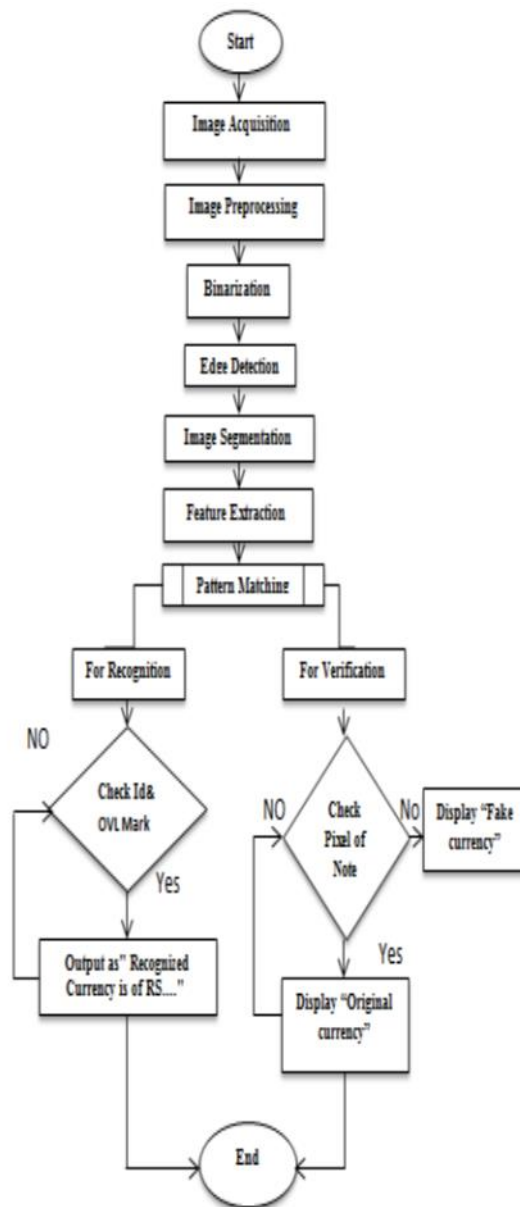 Start
Image Acquisition
Image Preprocessing
Binarization
Edge Detection
Image Segmentation
Feature Extraction
Pattern Matching
For Recognition
For Verification
NO
Check Id&
OVI Mark
Yes
Output as" Recognized
Currency is of RS...."
NO
Check
Pixel of
Note
No
Display “Fake
currency”
Yes
Display “Original
currency”
End